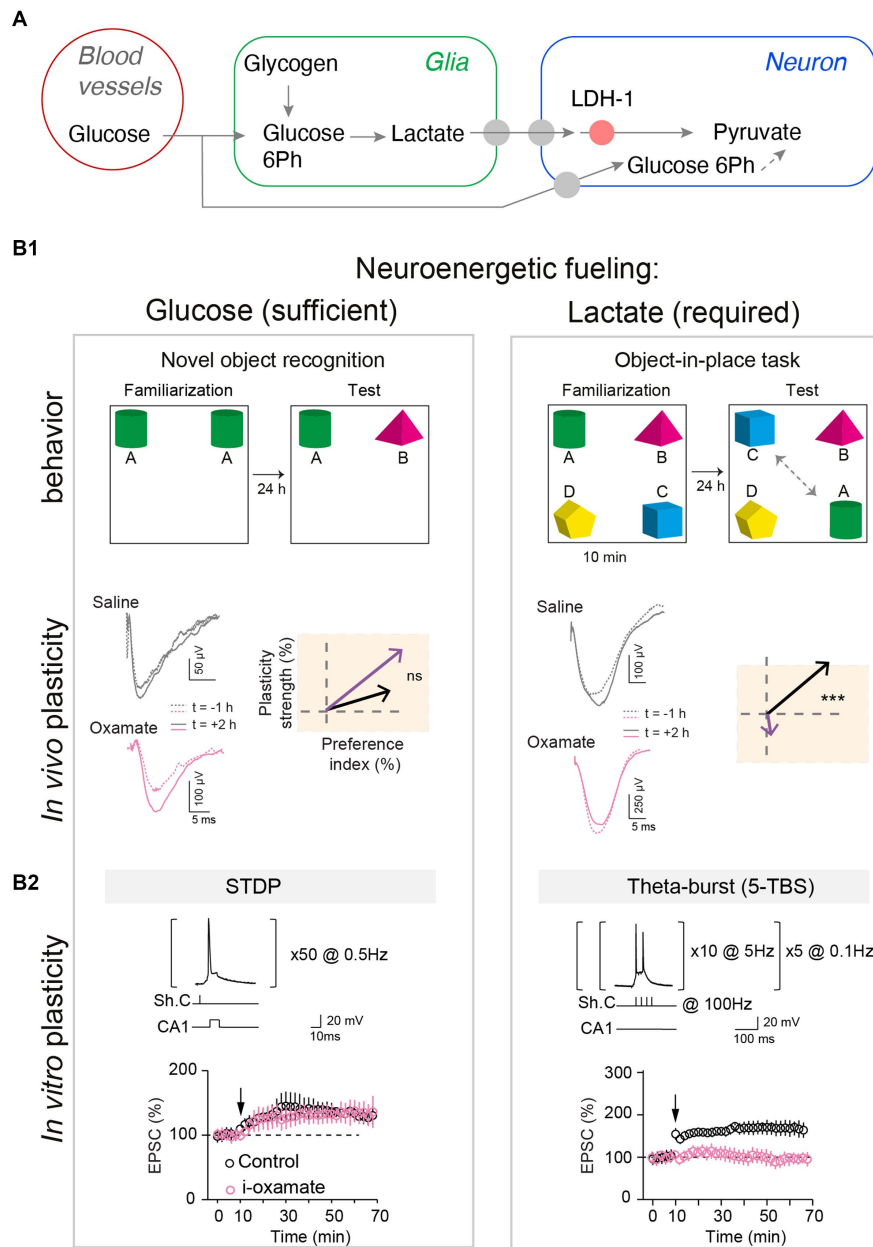 A
Blood
vessels
Glucose
Glycogen
Glia
Glucose
6Ph
Lactate
Neuron
LDH-1
Pyruvate
Glucose 6Ph
B1
Neuroenergetic fueling:
Glucose (sufficient)
Lactate (required)
behavior
Novel object recognition
Familiarization
Test
A
A
24 h
A
B
Object-in-place task
Familiarization
Test
A
B
D
C
10 min
24 h
C
B
D
A
In vivo plasticity
Saline
50 µV
t = -1 h
t = +2 h
Oxamate
100 µV
5 ms
Plasticity
strength (%)
ns
Preference
index (%)
Saline
100 µV
t = -1 h
t = +2 h
Oxamate
250 µV
5 ms
***
B2
In vitro plasticity
STDP
x50 @ 0.5Hz
Sh.C
CA1
20 mV
10ms
EPSC (%)
200
100
0
Control
i-oxamate
0 10 30 50 70
Time (min)
Theta-burst (5-TBS)
x10 @ 5Hz
x5 @ 0.1Hz
Sh.C
@ 100Hz
CA1
20 mV
100 ms
EPSC (%)
300
200
100
0
0 10 30 50 70
Time (min)